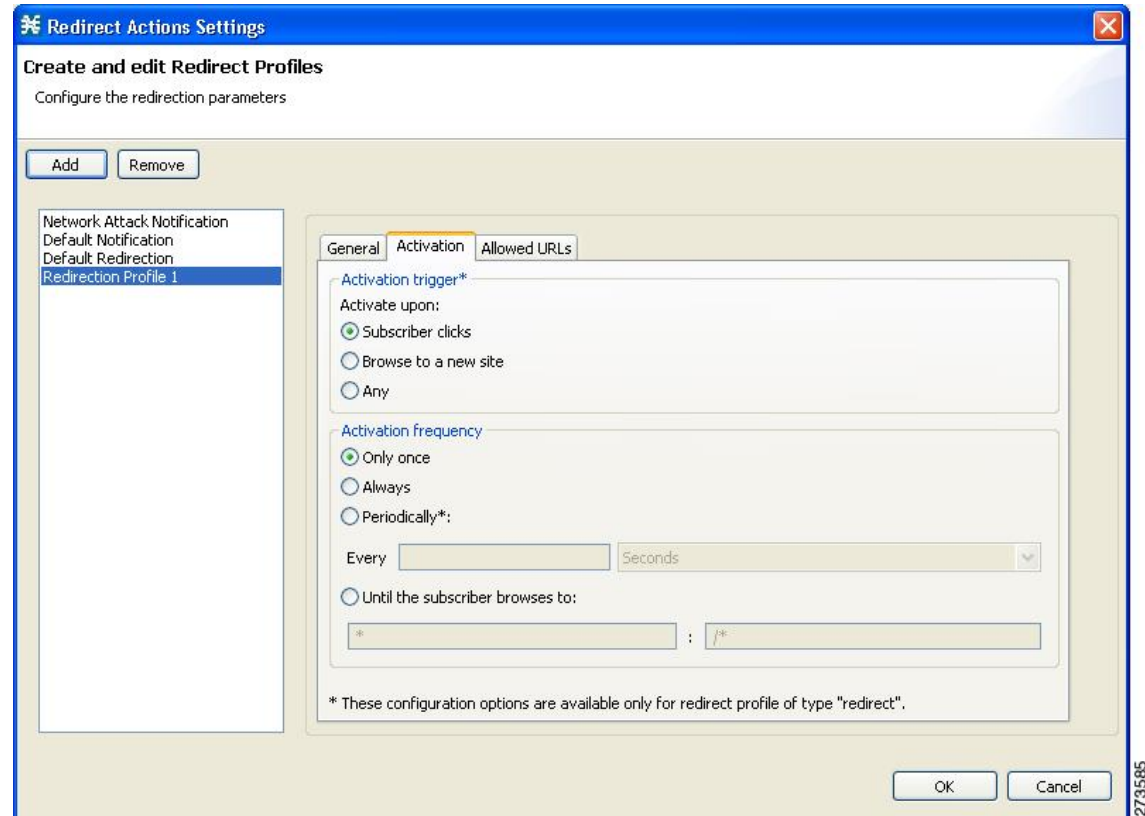 Redirect Actions Settings
Create and edit Redirect Profiles
Configure the redirection parameters
Add Remove
Network Attack Notification
Default Notification
Default Redirection
Redirection Profile 1
General Activation Allowed URLs
Activation trigger*
Activate upon:
Subscriber clicks
Browse to a new site
Any
Activation frequency
Only once
Always
Periodically*:
Every Seconds
Until the subscriber browses to:
* : /*
* These configuration options are available only for redirect profile of type "redirect".
OK Cancel
273585